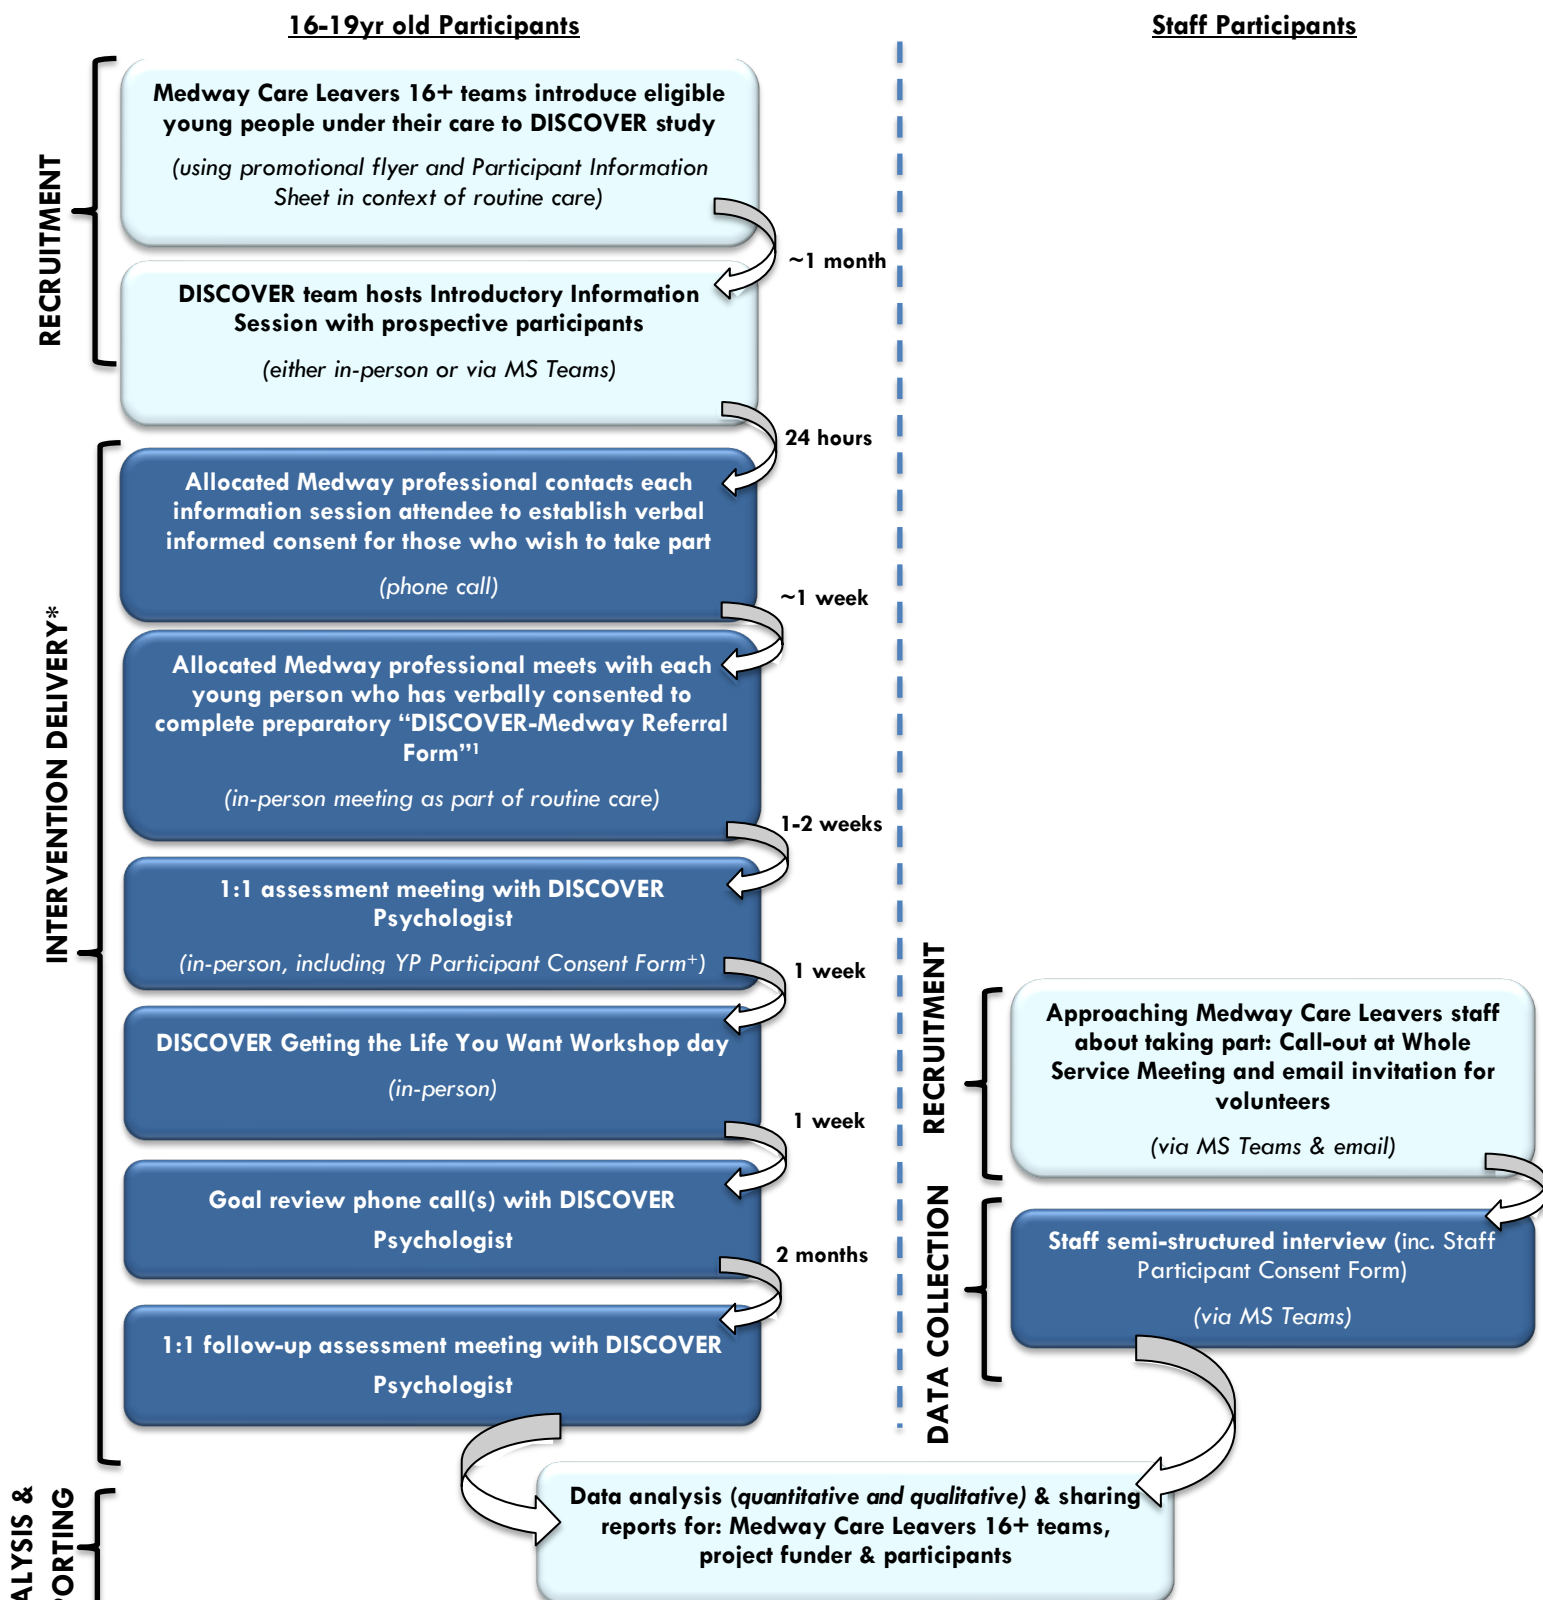 16-19yr old Participants
Staff Participants
RECRUITMENT
Medway Care Leavers 16+ teams introduce eligible
young people under their care to DISCOVER study
(using promotional flyer and Participant Information
Sheet in context of routine care)
~1 month
DISCOVER team hosts Introductory Information
Session with prospective participants
(either in-person or via MS Teams)
24 hours
INTERVENTION DELIVERY*
Allocated Medway professional contacts each
information session attendee to establish verbal
informed consent for those who wish to take part
(phone call)
~1 week
Allocated Medway professional meets with each
young person who has verbally consented to
complete preparatory “DISCOVER-Medway Referral
Form”¹
(in-person meeting as part of routine care)
1-2 weeks
1:1 assessment meeting with DISCOVER
Psychologist
(in-person, including YP Participant Consent Form⁺)
1 week
DISCOVER Getting the Life You Want Workshop day
(in-person)
1 week
Goal review phone call(s) with DISCOVER
Psychologist
2 months
1:1 follow-up assessment meeting with DISCOVER
Psychologist
RECRUITMENT
Approaching Medway Care Leavers staff
about taking part: Call-out at Whole
Service Meeting and email invitation for
volunteers
(via MS Teams & email)
DATA COLLECTION
Staff semi-structured interview (inc. Staff
Participant Consent Form)
(via MS Teams)
ALYSIS &
PORTING
Data analysis (quantitative and qualitative) & sharing
reports for: Medway Care Leavers 16+ teams,
project funder & participants